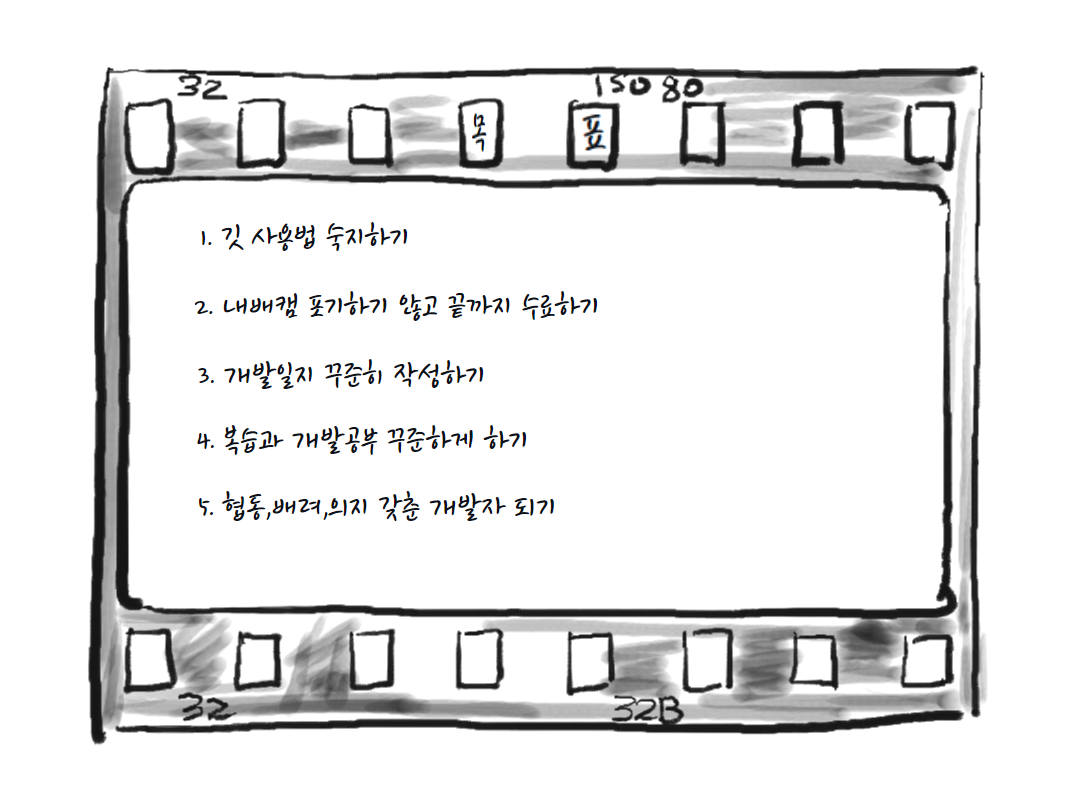 32 150 80
목 표
1. 깃 사용법 숙지하기
2. 내배캠 포기하기 않고 끝까지 수료하기
3. 개발일지 꾸준히 작성하기
4. 복습과 개발공부 꾸준하게 하기
5. 협동,배려,의지 갖춘 개발자 되기
32 32B